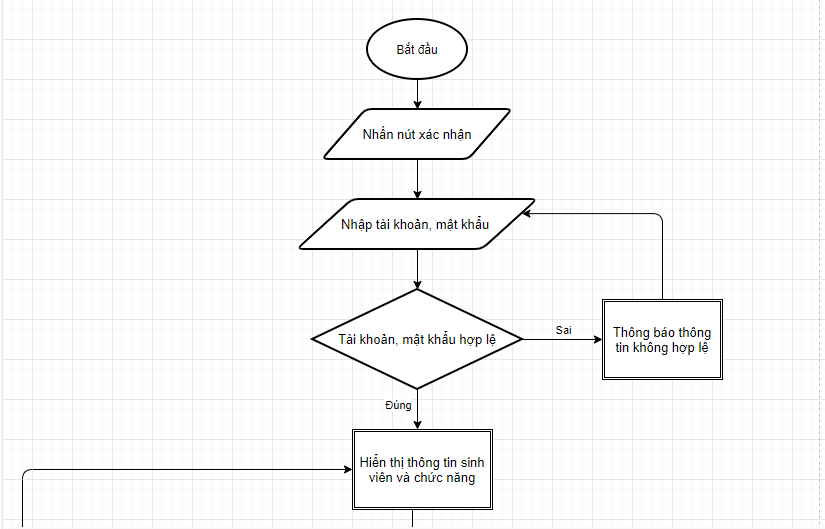 Bắt đầu
Nhấn nút xác nhận
Nhập tài khoản, mật khẩu
Tài khoản, mật khẩu hợp lệ
Sai
Thông báo thông
tin không hợp lệ
Đúng
Hiển thị thông tin sinh
viên và chức năng